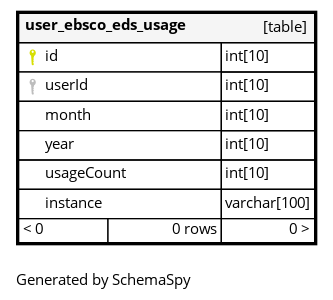 user_ebsco_eds_usage [table]
id int[10]
userId int[10]
month int[10]
year int[10]
usageCount int[10]
instance varchar[100]
< 0 0 rows 0 >
Generated by SchemaSpy